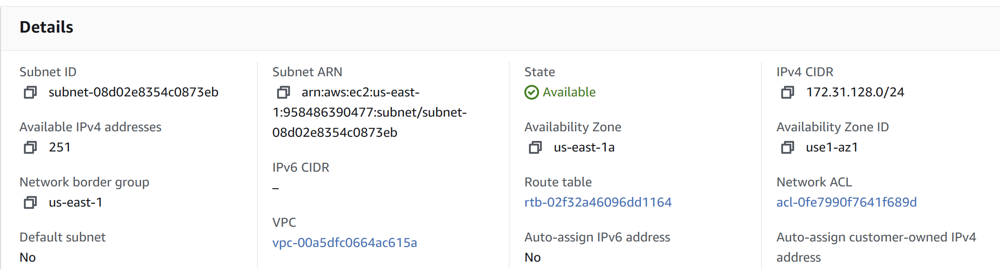 Details
Subnet ID
subnet-08d02e8354c0873eb
Available IPv4 addresses
251
Network border group
us-east-1
Default subnet
No
Subnet ARN
arn:aws:ec2:us-east-
1:958486390477:subnet/subnet-
08d02e8354c0873eb
IPv6 CIDR
–
VPC
vpc-00a5dfc0664ac615a
State
Available
Availability Zone
us-east-1a
Route table
rtb-02f32a46096dd1164
Auto-assign IPv6 address
No
IPv4 CIDR
172.31.128.0/24
Availability Zone ID
use1-az1
Network ACL
acl-0fe7990f7641f689d
Auto-assign customer-owned IPv4
address